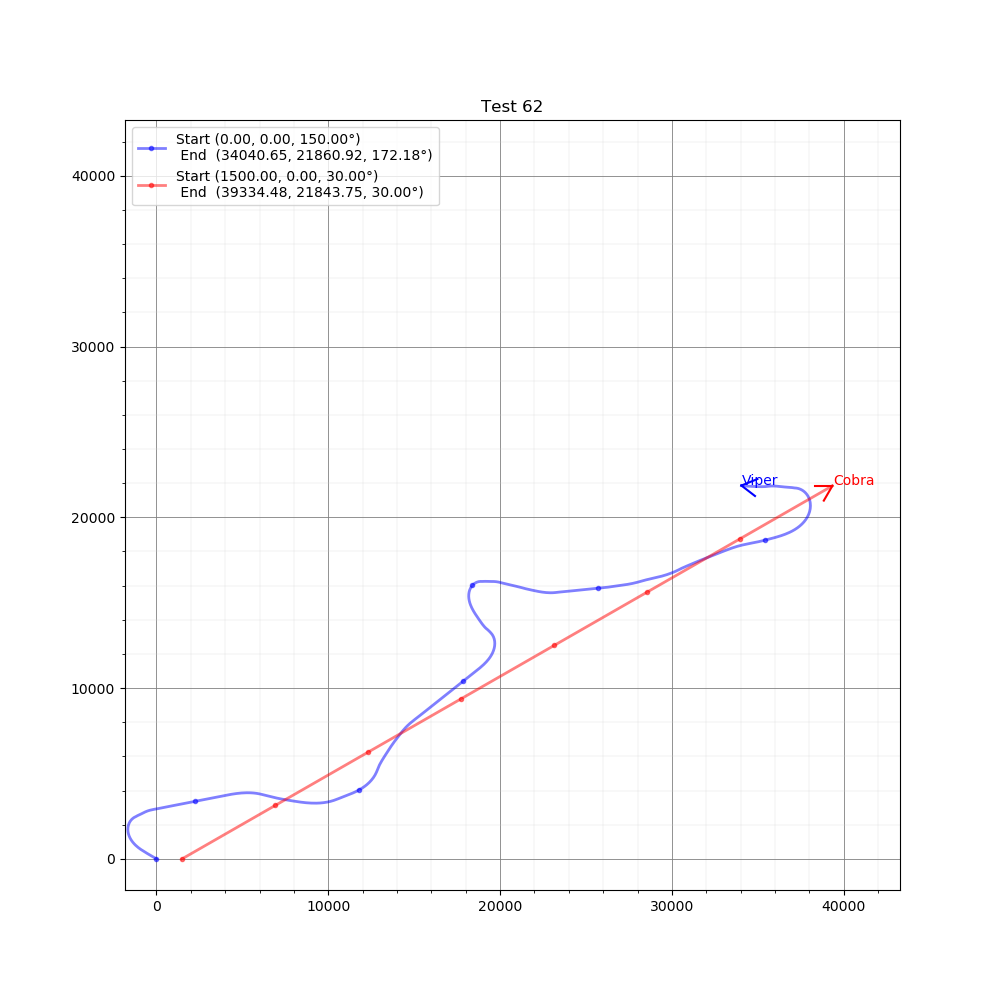 Test 62
Start (0.00, 0.00, 150.00°)
End  (34040.65, 21860.92, 172.18°)
Start (1500.00, 0.00, 30.00°)
End  (39334.48, 21843.75, 30.00°)
40000
30000
20000
10000
0
Viper
Cobra
0 10000 20000 30000 40000